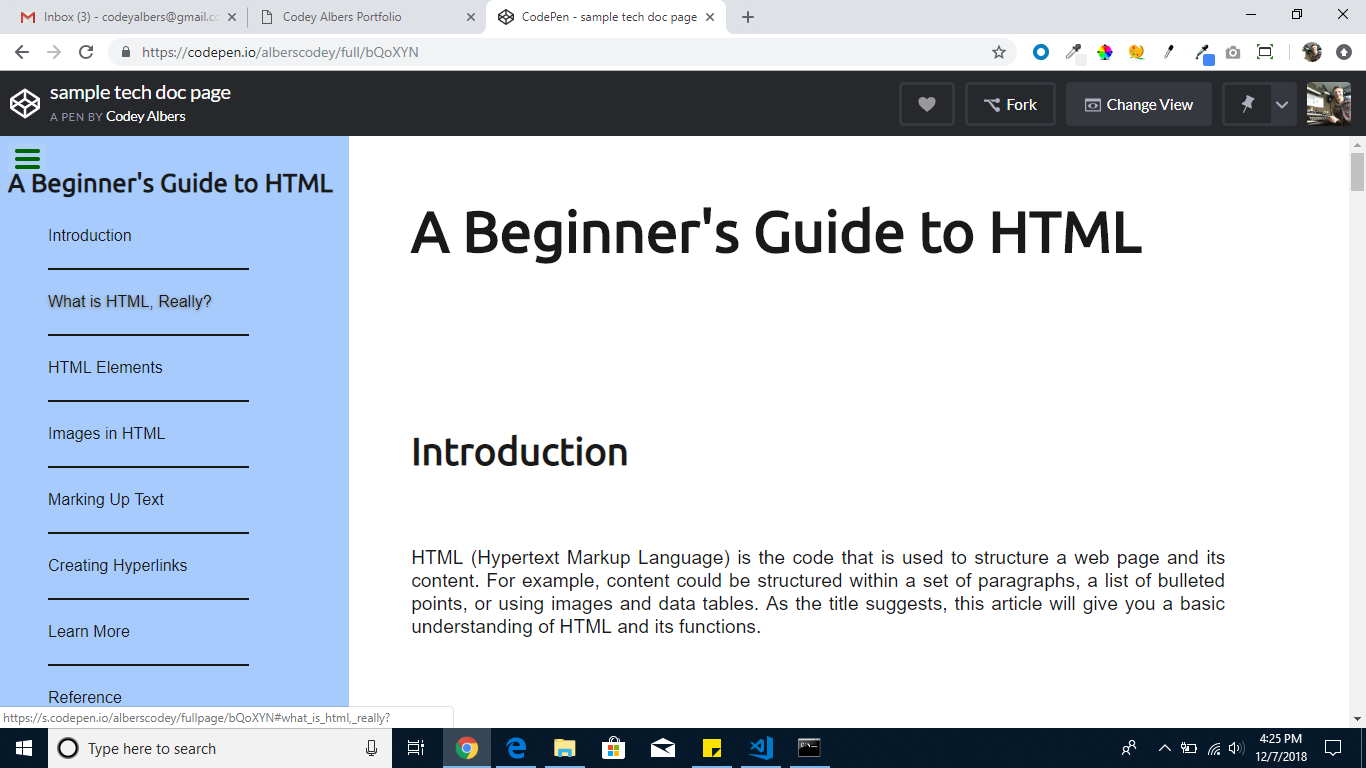 Inbox (3) - codeyalbers@gmail.cc
Codey Albers Portfolio
CodePen - sample tech doc page
https://codepen.io/alberscodey/full/bQoXYN
sample tech doc page
A PEN BY Codey Albers
Fork
Change View
A Beginner's Guide to HTML
Introduction
What is HTML, Really?
HTML Elements
Images in HTML
Marking Up Text
Creating Hyperlinks
Learn More
Reference
A Beginner's Guide to HTML
Introduction
HTML (Hypertext Markup Language) is the code that is used to structure a web page and its
content. For example, content could be structured within a set of paragraphs, a list of bulleted
points, or using images and data tables. As the title suggests, this article will give you a basic
understanding of HTML and its functions.
https://s.codepen.io/alberscodey/fullpage/bQoXYN#what_is_html,_really?
Type here to search
4:25 PM
12/7/2018